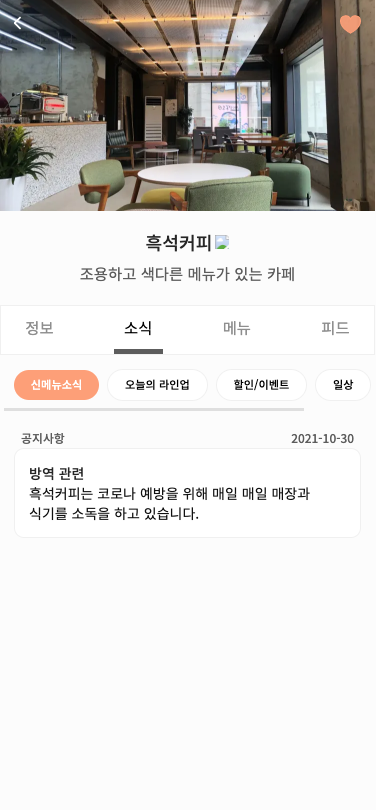 흑석커피
조용하고 색다른 메뉴가 있는 카페
정보 소식 메뉴 피드
신메뉴소식 오늘의 라인업 할인/이벤트 일상
공지사항 2021-10-30
방역 관련
흑석커피는 코로나 예방을 위해 매일 매일 매장과
식기를 소독을 하고 있습니다.